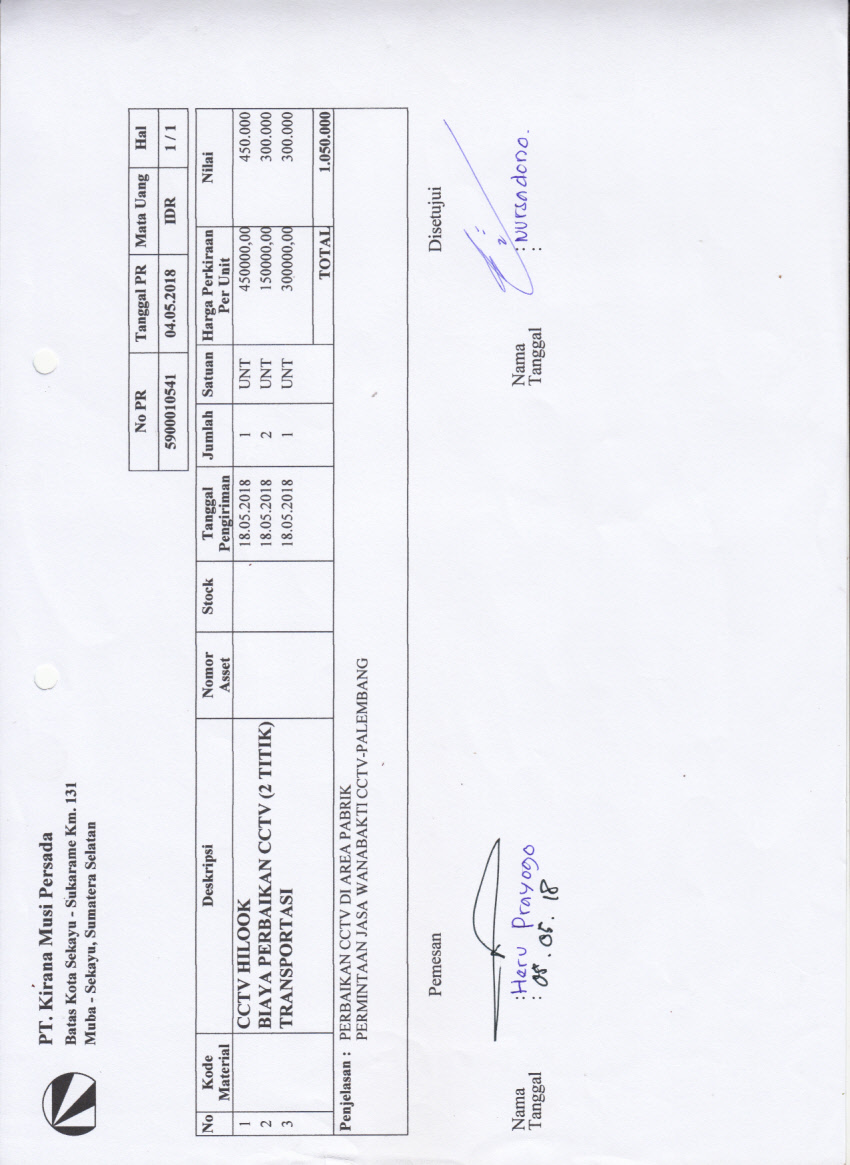 PT. Kirana Musi Persada
Batas Kota Sekayu - Sukarame Km. 131
Muba - Sekayu, Sumatera Selatan
No PR Tanggal PR Mata Uang Hal
5900010541 04.05.2018 IDR 1 / 1
No Kode Material Deskripsi Nomor Asset Stock Tanggal Pengiriman Jumlah Satuan Harga Perkiraan Per Unit Nilai
1 CCTV HILOOK 18.05.2018 1 UNT 450000,00 450.000
2 BIAYA PERBAIKAN CCTV (2 TITIK) 18.05.2018 2 UNT 150000,00 300.000
3 TRANSPORTASI 18.05.2018 1 UNT 300000,00 300.000
TOTAL 1.050.000
Penjelasan : PERBAIKAN CCTV DI AREA PABRIK
PERMINTAAN JASA WANABAKTI CCTV-PALEMBANG
Pemesan Disetujui
Nama : Heru Prayogo Nama : Nursadono.
Tanggal : 08.05.18 Tanggal :